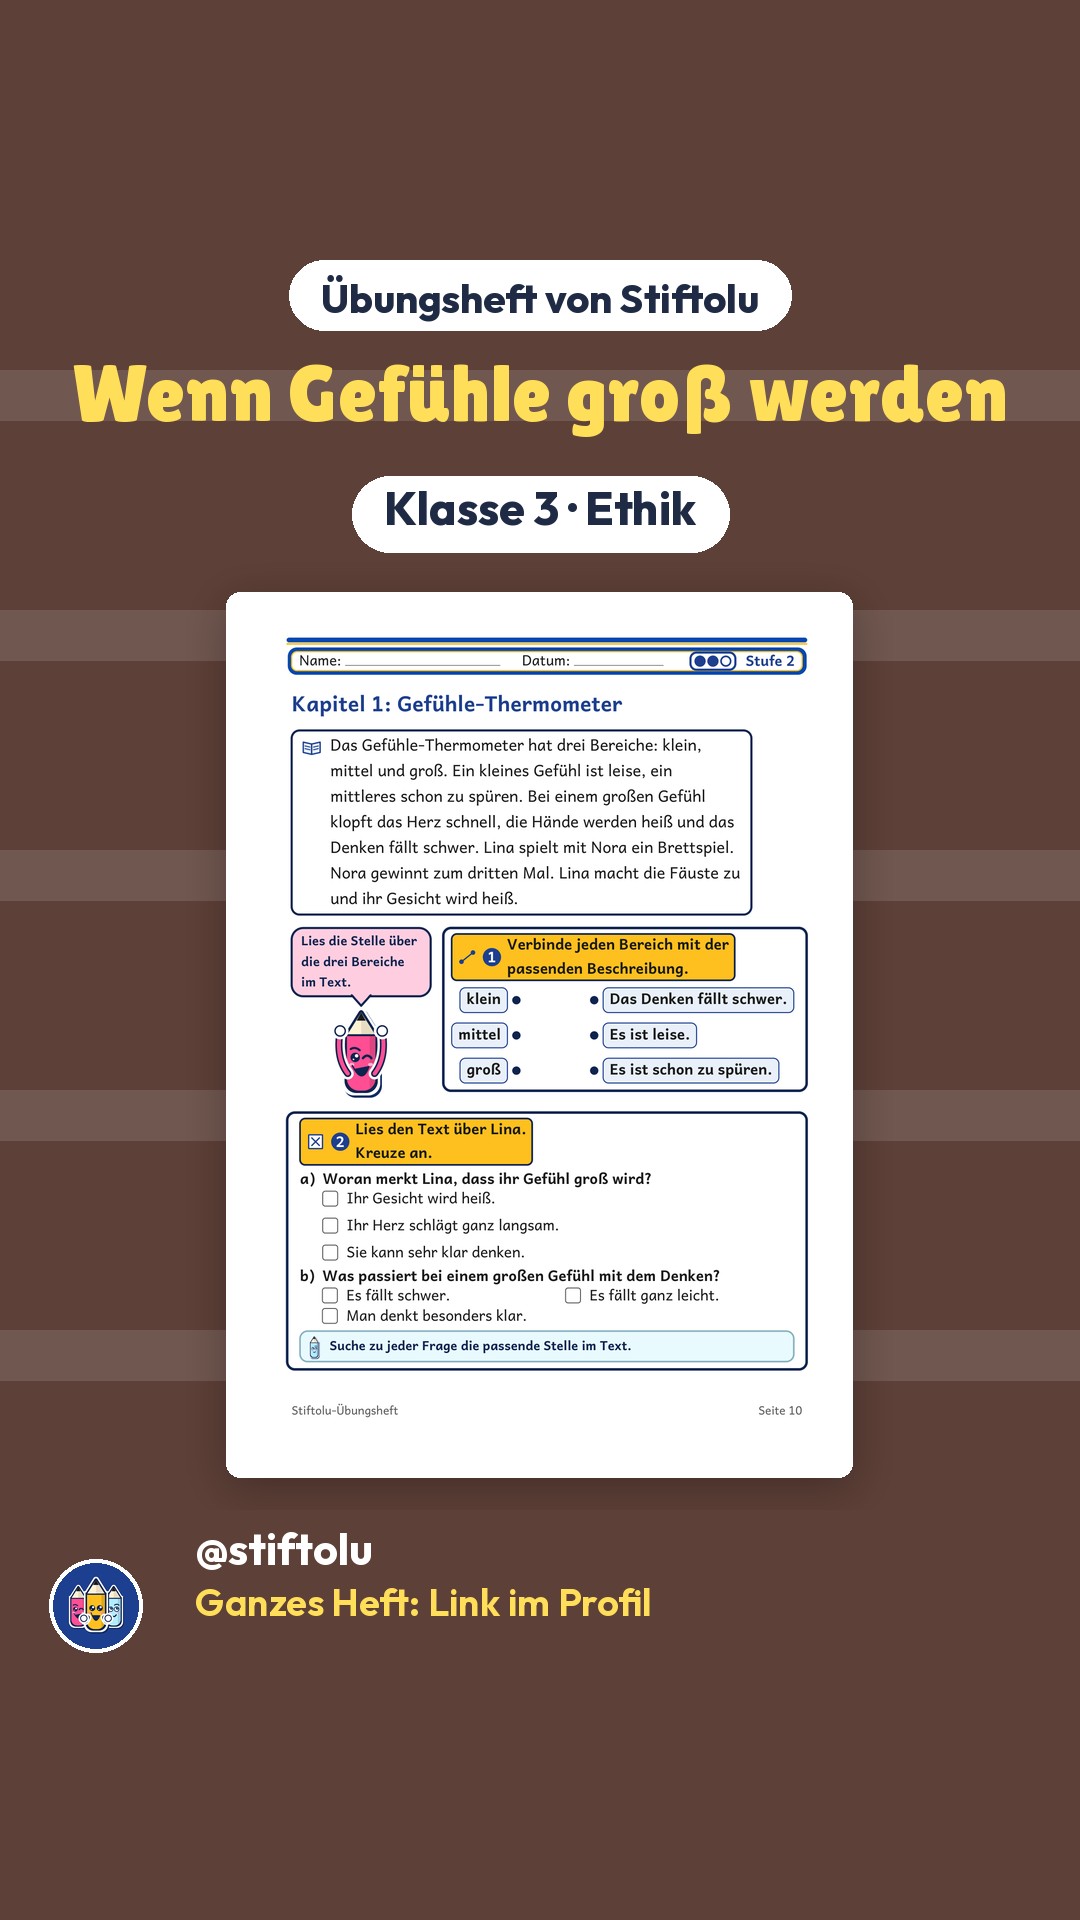 Übungsheft von Stiftolu
Wenn Gefühle groß werden
Klasse 3 · Ethik
Name: Datum: Stufe 2
Kapitel 1: Gefühle-Thermometer
Das Gefühle-Thermometer hat drei Bereiche: klein,
mittel und groß. Ein kleines Gefühl ist leise, ein
mittleres schon zu spüren. Bei einem großen Gefühl
klopft das Herz schnell, die Hände werden heiß und das
Denken fällt schwer. Lina spielt mit Nora ein Brettspiel.
Nora gewinnt zum dritten Mal. Lina macht die Fäuste zu
und ihr Gesicht wird heiß.
Lies die Stelle über
die drei Bereiche
im Text.
1 Verbinde jeden Bereich mit der
passenden Beschreibung.
klein Das Denken fällt schwer.
mittel Es ist leise.
groß Es ist schon zu spüren.
2 Lies den Text über Lina.
Kreuze an.
a) Woran merkt Lina, dass ihr Gefühl groß wird?
Ihr Gesicht wird heiß.
Ihr Herz schlägt ganz langsam.
Sie kann sehr klar denken.
b) Was passiert bei einem großen Gefühl mit dem Denken?
Es fällt schwer. Es fällt ganz leicht.
Man denkt besonders klar.
Suche zu jeder Frage die passende Stelle im Text.
Stiftolu-Übungsheft Seite 10
@stiftolu
Ganzes Heft: Link im Profil